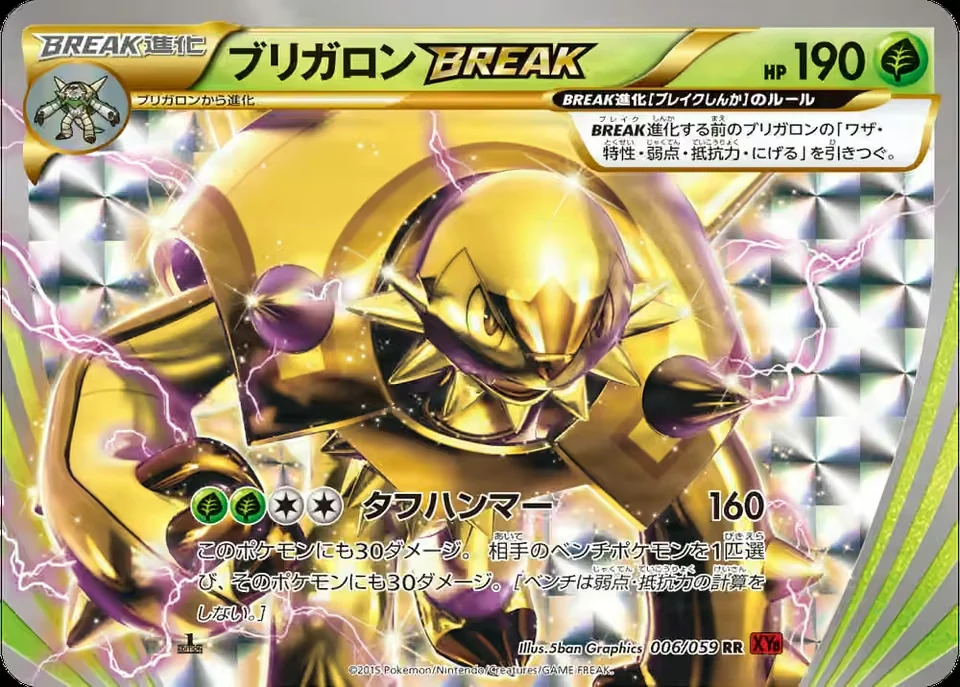 BREAK進化
ブリガロンBREAK
HP 190
ブリガロンから進化
BREAK進化[ブレイクしんか]のルール
BREAK進化する前のブリガロンの「ワザ・
特性・弱点・抵抗力・にげる」を引きつぐ。
タフハンマー 160
このポケモンにも30ダメージ。相手のベンチポケモンを1匹選
び、そのポケモンにも30ダメージ。[ベンチは弱点・抵抗力の計算を
しない。]
1 EDITION
Illus.5ban Graphics 006/059 RR XY8
©2015 Pokémon/Nintendo/Creatures/GAME FREAK.